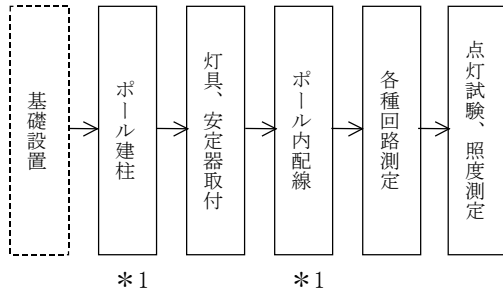 基礎設置
ポール建柱
灯具、安定器取付
ポール内配線
各種回路測定
点灯試験、照度測定
＊1
＊1